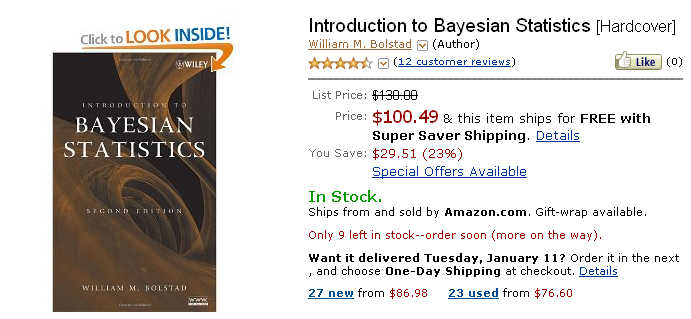 Click to LOOK INSIDE!
WILEY
INTRODUCTION TO
BAYESIAN
STATISTICS
SECOND EDITION
WILLIAM M. BOLSTAD
Introduction to Bayesian Statistics [Hardcover]
William M. Bolstad (Author)
(12 customer reviews)
Like (0)
List Price: $130.00
Price: $100.49 & this item ships for FREE with
Super Saver Shipping. Details
You Save: $29.51 (23%)
Special Offers Available
In Stock.
Ships from and sold by Amazon.com. Gift-wrap available.
Only 9 left in stock--order soon (more on the way).
Want it delivered Tuesday, January 11? Order it in the next
, and choose One-Day Shipping at checkout. Details
27 new from $86.98 23 used from $76.60